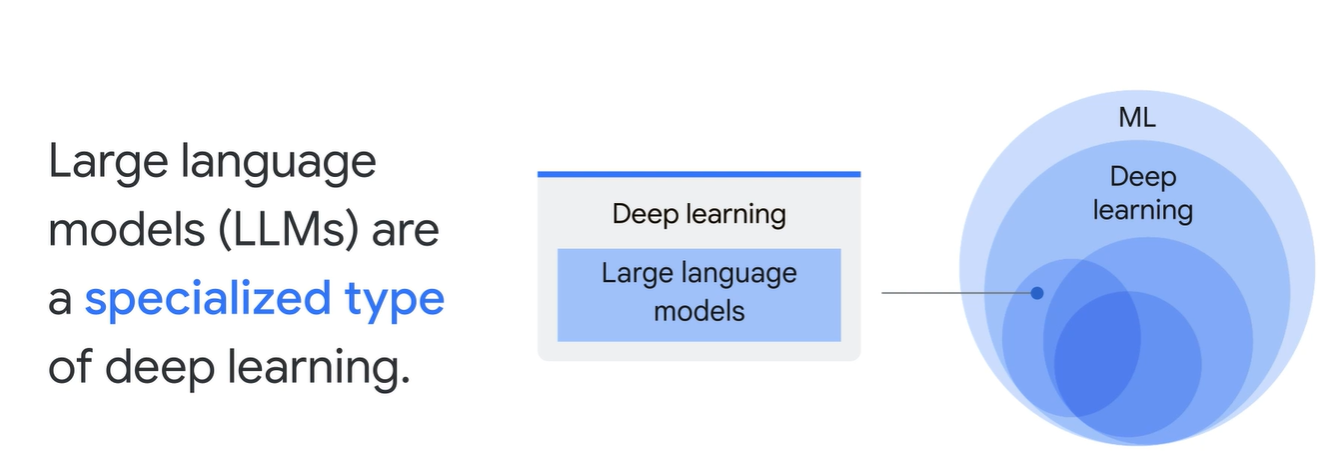 Large language
models (LLMs) are
a specialized type
of deep learning.
Deep learning
Large language
models
ML
Deep
learning